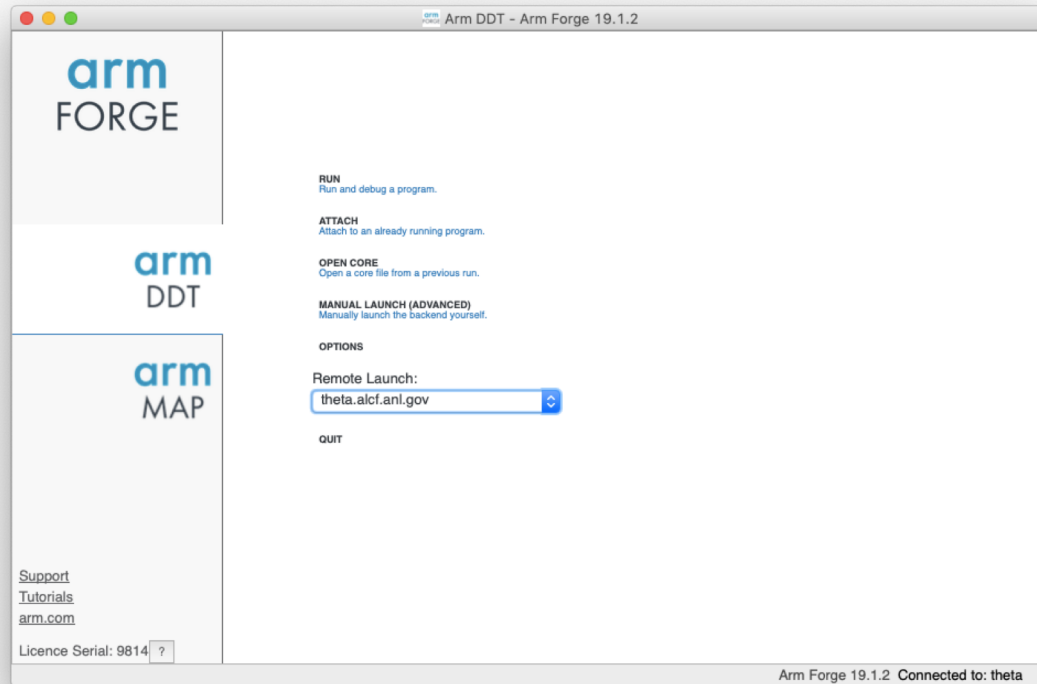 arm FORGE Arm DDT - Arm Forge 19.1.2
arm
FORGE
arm
DDT
arm
MAP
Support
Tutorials
arm.com
Licence Serial: 9814 ?
RUN
Run and debug a program.
ATTACH
Attach to an already running program.
OPEN CORE
Open a core file from a previous run.
MANUAL LAUNCH (ADVANCED)
Manually launch the backend yourself.
OPTIONS
Remote Launch:
theta.alcf.anl.gov
QUIT
Arm Forge 19.1.2 Connected to: theta